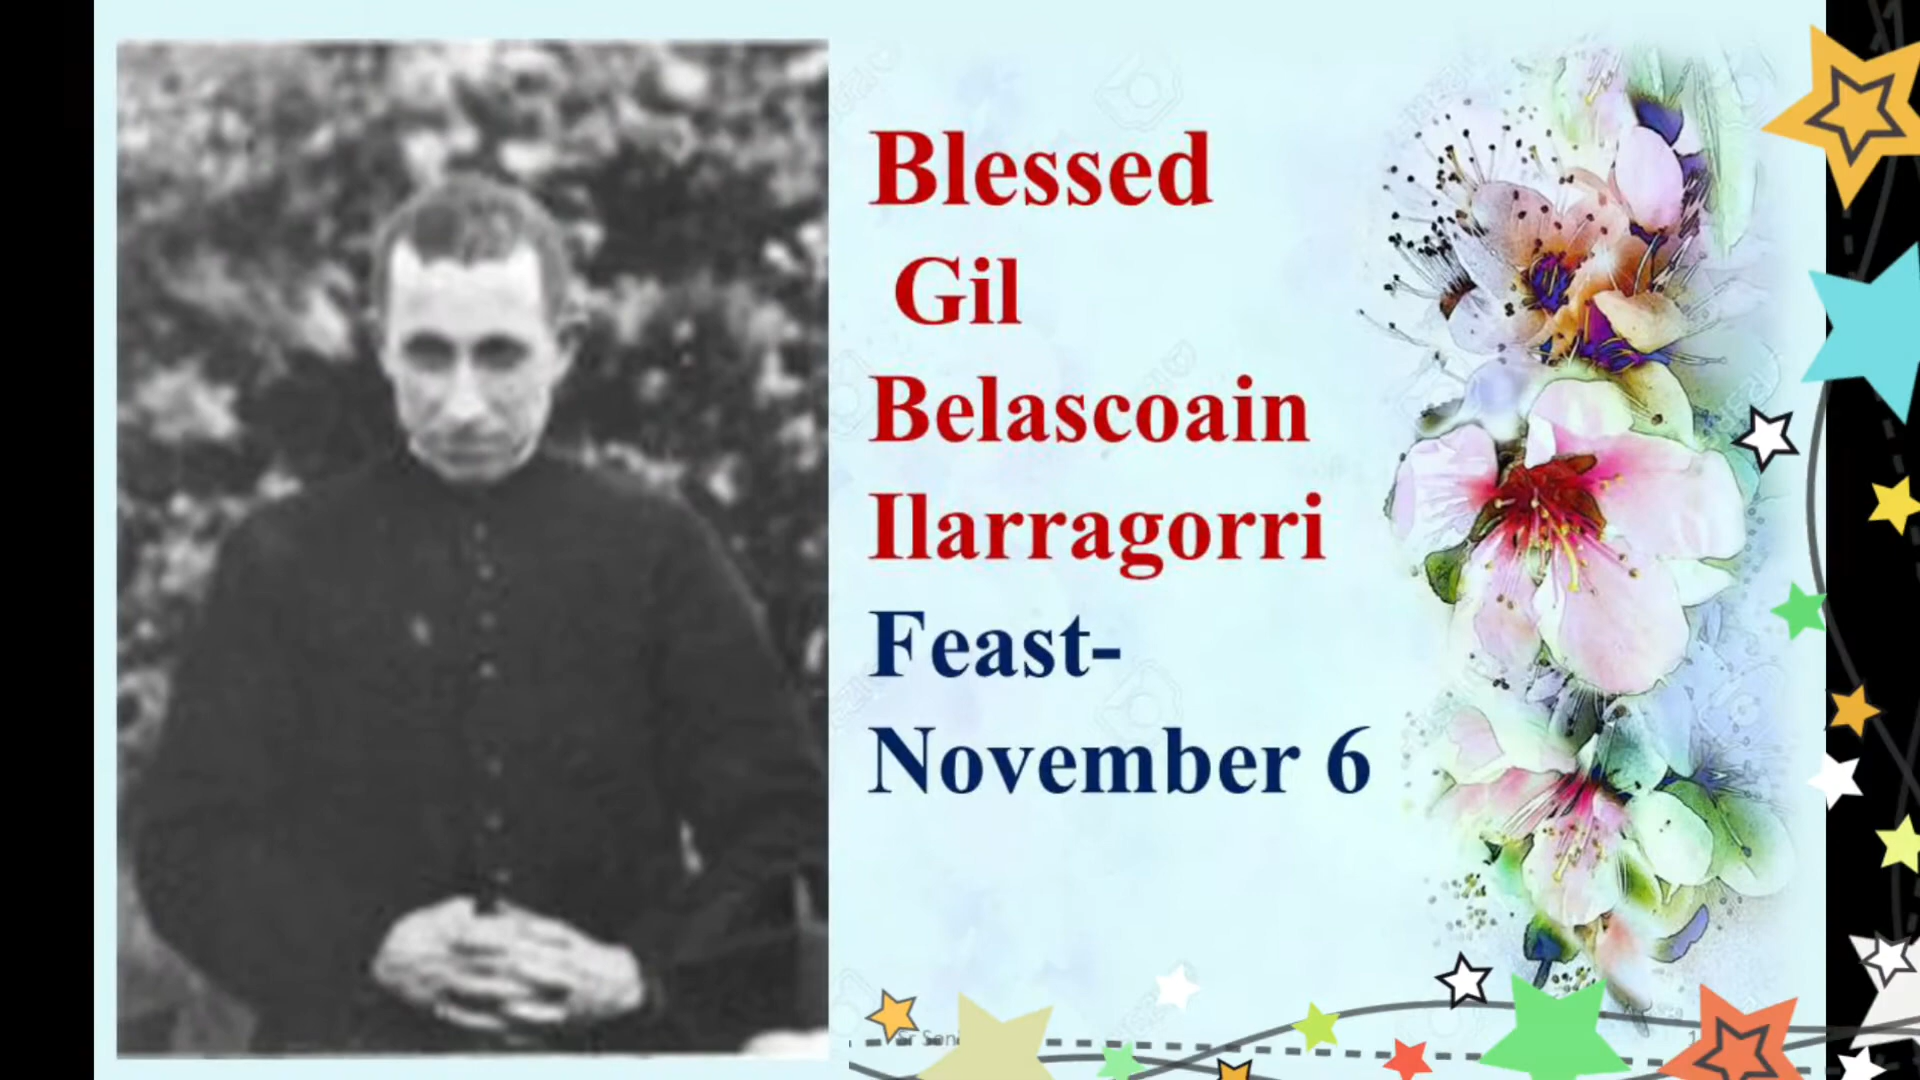 Blessed
Gil
Belascoain
Ilarragorri
Feast-
November 6